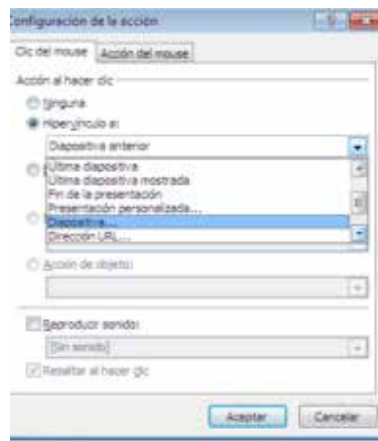 Configuración de la acción
Clic del mouse
Acción del mouse
Acción al hacer clic
Ninguna
Hipervínculo a:
Diapositiva anterior
Última diapositiva
Última diapositiva mostrada
Fin de la presentación
Presentación personalizada...
Diapositiva...
Dirección URL...
Acción de objeto:
Reproducir sonido:
[Sin sonido]
Resaltar al hacer clic
Aceptar
Cancelar